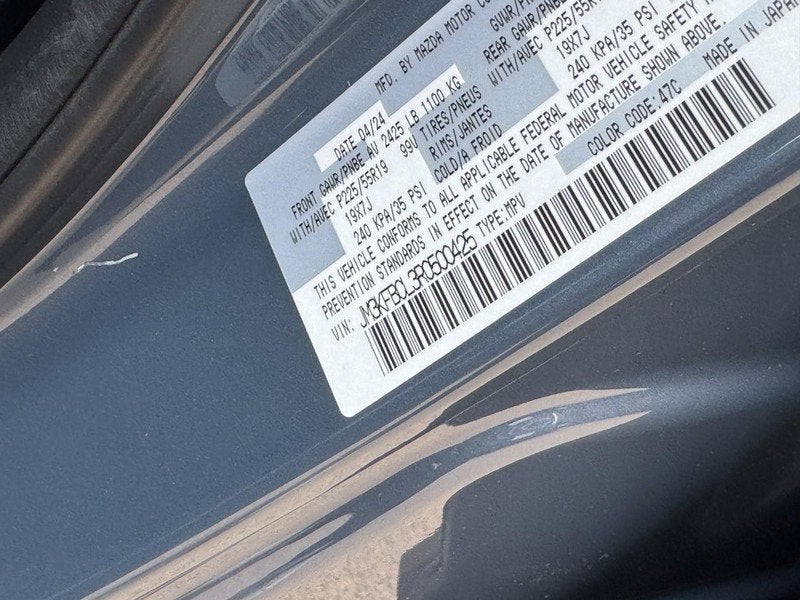 MFD. BY MAZDA MOTOR CO
DATE 04/24
GVWR/P
FRONT GAWR/PNBE AV 2425 LB 1100 KG
REAR GAWR/PNBE
WITH/AVEC P225/55R19 99V TIRES/PNEUS WITH/AVEC P225/55R
19X7J RIMS/JANTES 19X7J
240 KPA/35 PSI COLD/A FROID 240 KPA/35 PSI
THIS VEHICLE CONFORMS TO ALL APPLICABLE FEDERAL MOTOR VEHICLE SAFETY
PREVENTION STANDARDS IN EFFECT ON THE DATE OF MANUFACTURE SHOWN ABOVE.
VIN: JM3KFBCL3R0500425 TYPE:MPV COLOR CODE:47C MADE IN JAPA